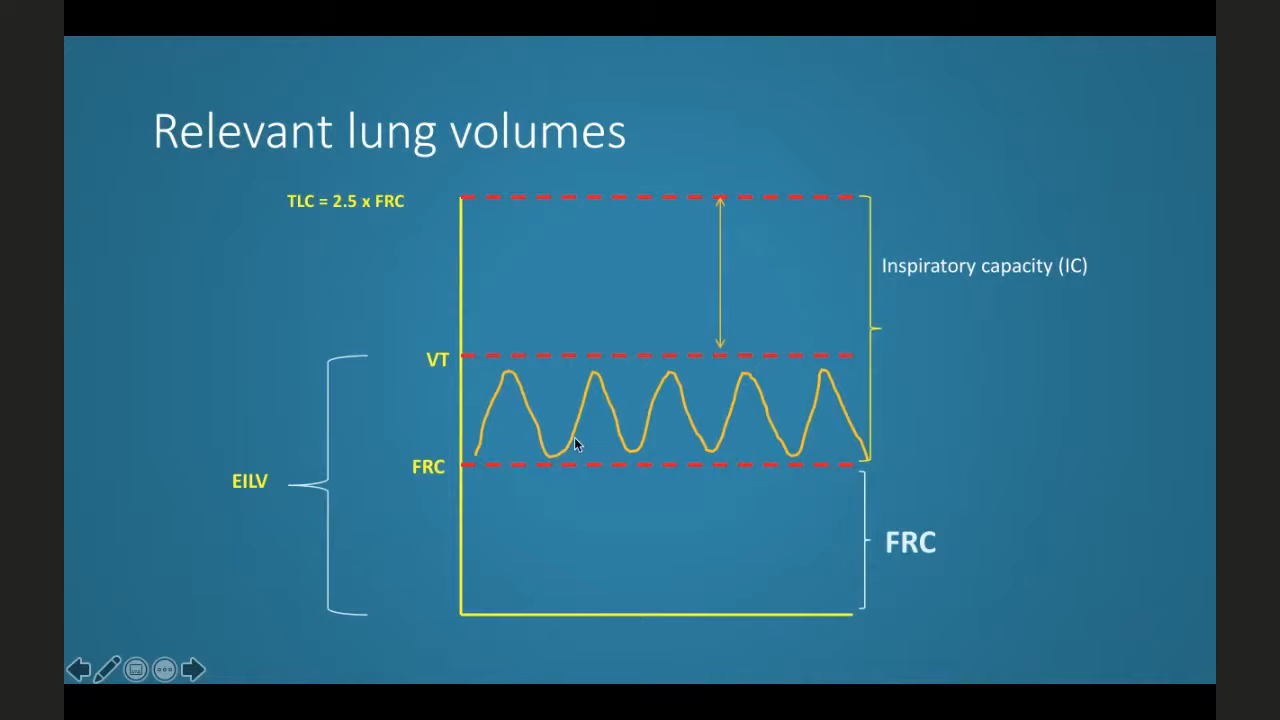 Relevant lung volumes
TLC = 2.5 x FRC
Inspiratory capacity (IC)
VT
FRC
EILV
FRC